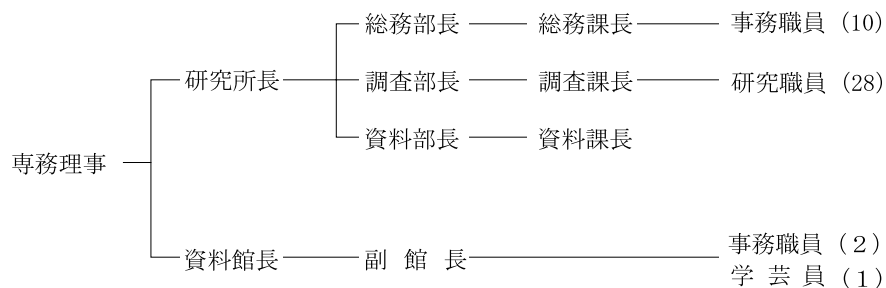 総務部長 総務課長 事務職員 (10)
研究所長 調査部長 調査課長 研究職員 (28)
資料部長 資料課長
専務理事
資料館長 副館長 事務職員 (2)
学芸員 (1)